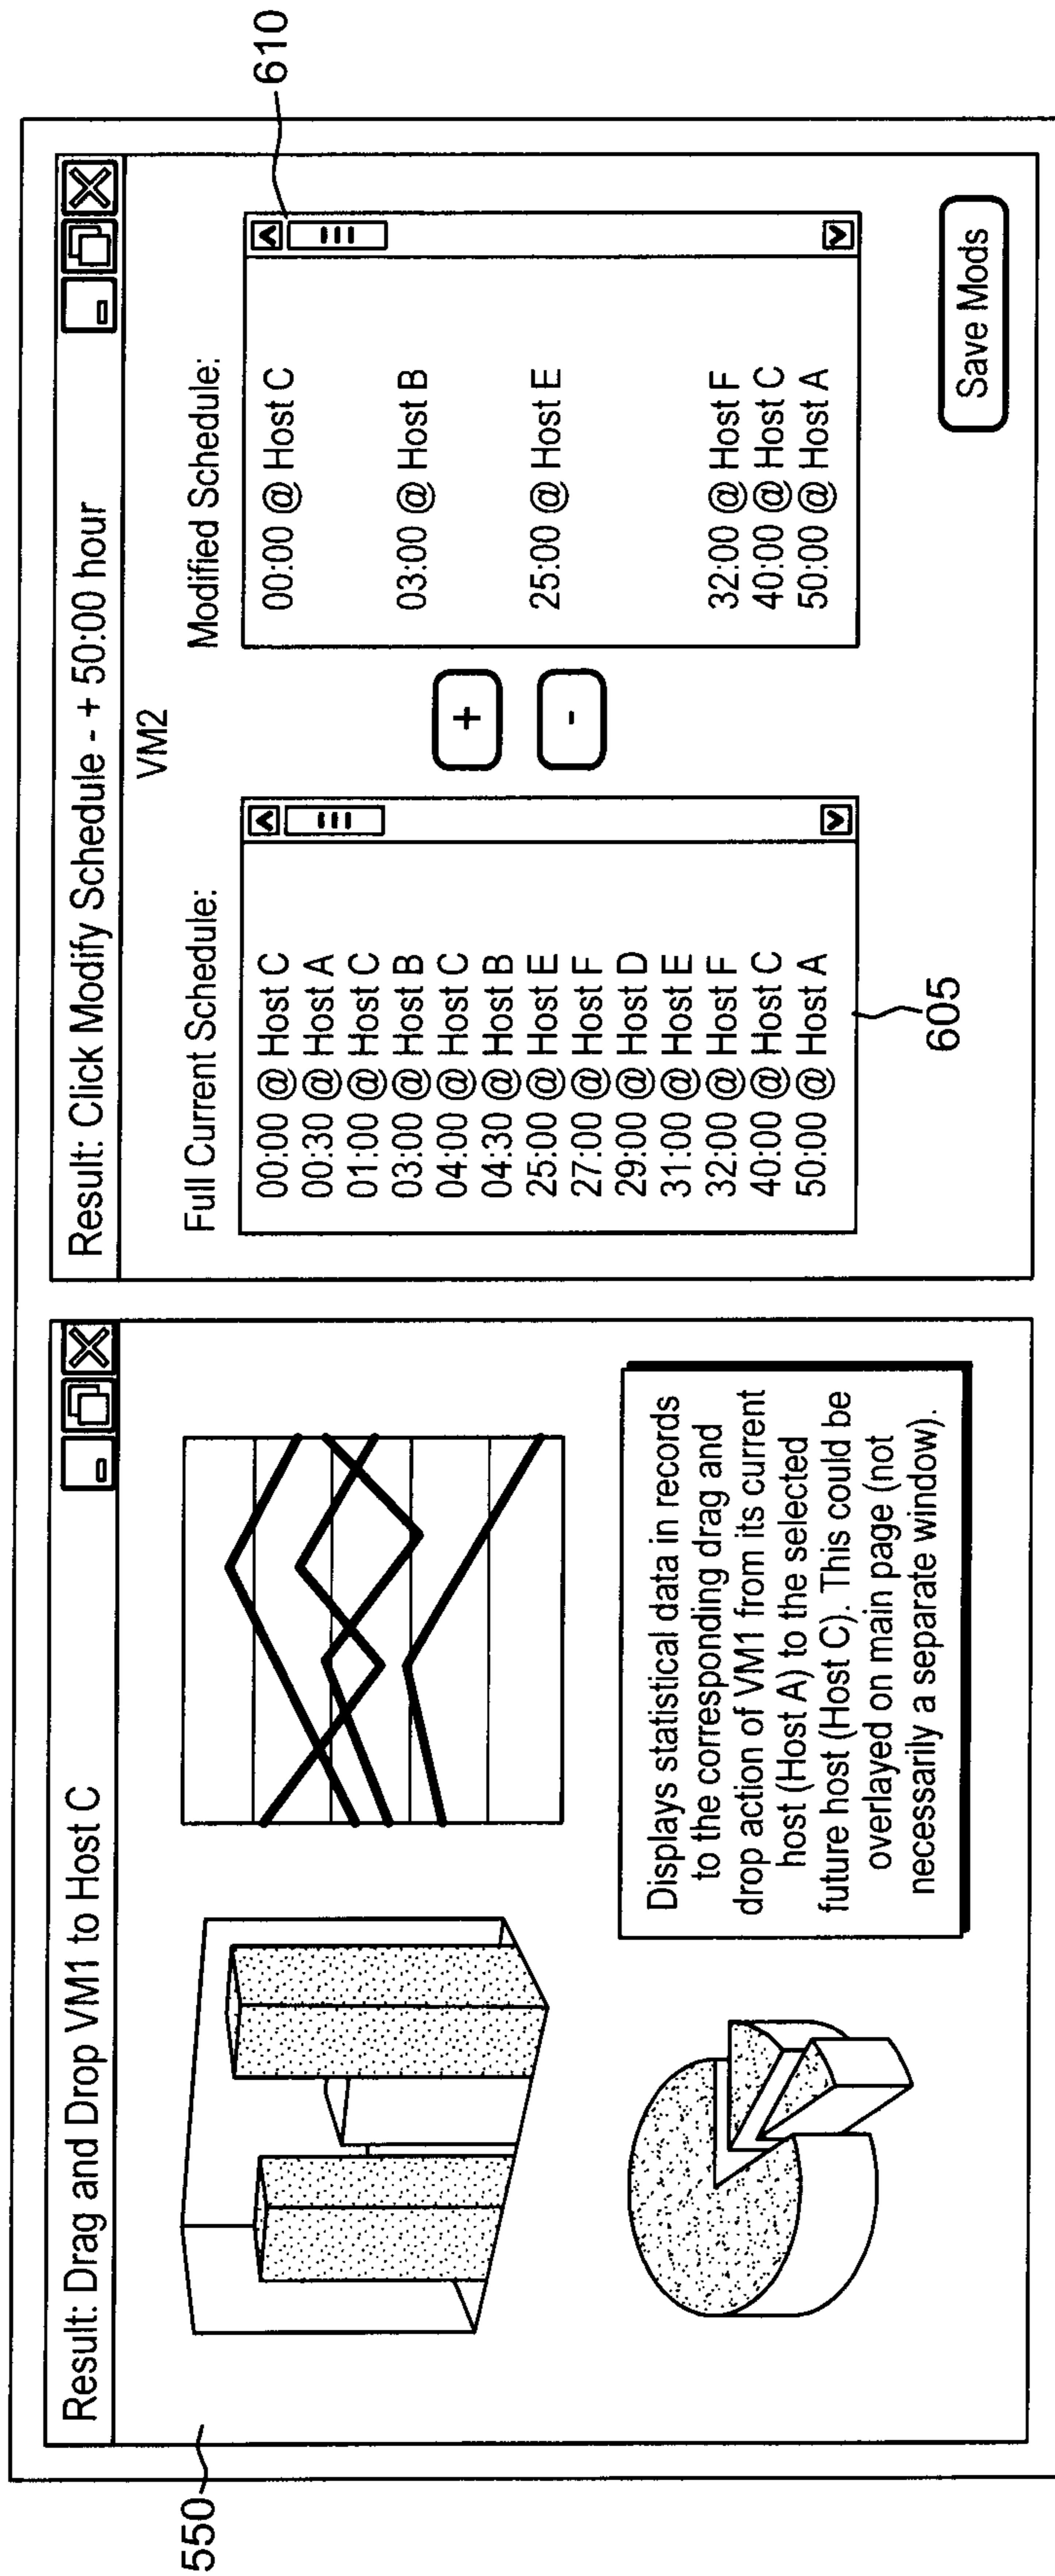 550
Result: Drag and Drop VM1 to Host C
Displays statistical data in records
to the corresponding drag and
drop action of VM1 from its current
host (Host A) to the selected
future host (Host C). This could be
overlayed on main page (not
necessarily a separate window).
Result: Click Modify Schedule - + 50:00 hour
VM2
Full Current Schedule:
00:00 @ Host C
00:30 @ Host A
01:00 @ Host C
03:00 @ Host B
04:00 @ Host C
04:30 @ Host B
25:00 @ Host E
27:00 @ Host F
29:00 @ Host D
31:00 @ Host E
32:00 @ Host F
40:00 @ Host C
50:00 @ Host A
605
+
-
Modified Schedule:
00:00 @ Host C
03:00 @ Host B
25:00 @ Host E
32:00 @ Host F
40:00 @ Host C
50:00 @ Host A
610
Save Mods